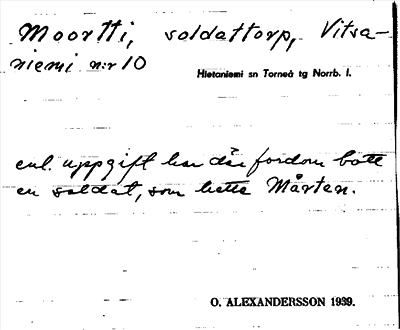 Moortti, soldattorp, Vitsa-
niemi n:r 10
Hietaniemi sn Torneå tg Norrb. l.
enl. uppgift har där fordom bott
en soldat, som hette Mårten.
O. ALEXANDERSSON 1939.